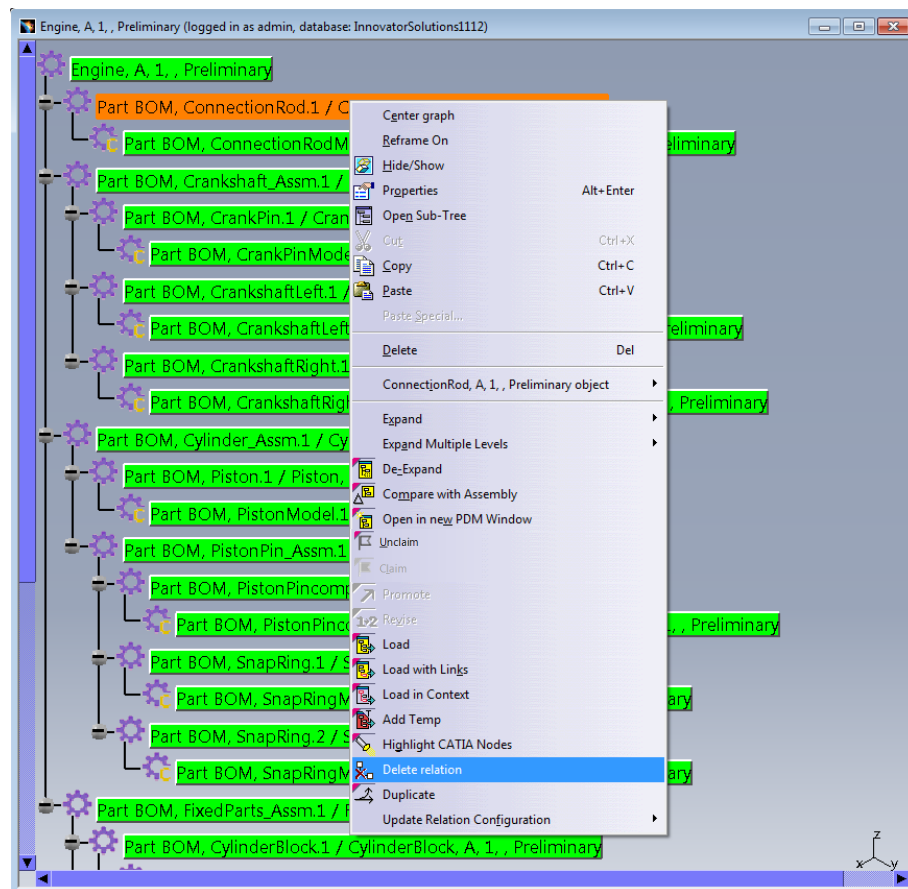 Engine, A, 1, , Preliminary (logged in as admin, database: InnovatorSolutions1112)
Engine, A, 1, , Preliminary
Part BOM, ConnectionRod.1 / C
Part BOM, ConnectionRodM
eliminary
Part BOM, Crankshaft_Assm.1 /
Part BOM, CrankPin.1 / Cran
Part BOM, CrankPinMode
Part BOM, CrankshaftLeft.1 /
Part BOM, CrankshaftLeft
reliminary
Part BOM, CrankshaftRight.1
Part BOM, CrankshaftRigh
, Preliminary
Part BOM, Cylinder_Assm.1 / Cy
Part BOM, Piston.1 / Piston,
Part BOM, PistonModel.1
Part BOM, PistonPin_Assm.1
Part BOM, PistonPincomp
Part BOM, PistonPinco
, , Preliminary
Part BOM, SnapRing.1 / S
Part BOM, SnapRingM
ary
Part BOM, SnapRing.2 / S
Part BOM, SnapRingM
ary
Part BOM, FixedParts_Assm.1 / F
Part BOM, CylinderBlock.1 / CylinderBlock, A, 1, , Preliminary
Center graph
Reframe On
Hide/Show
Properties Alt+Enter
Open Sub-Tree
Cut Ctrl+X
Copy Ctrl+C
Paste Ctrl+V
Paste Special...
Delete Del
ConnectionRod, A, 1, , Preliminary object
Expand
Expand Multiple Levels
De-Expand
Compare with Assembly
Open in new PDM Window
Unclaim
Claim
Promote
Revise
Load
Load with Links
Load in Context
Add Temp
Highlight CATIA Nodes
Delete relation
Duplicate
Update Relation Configuration
z
x y